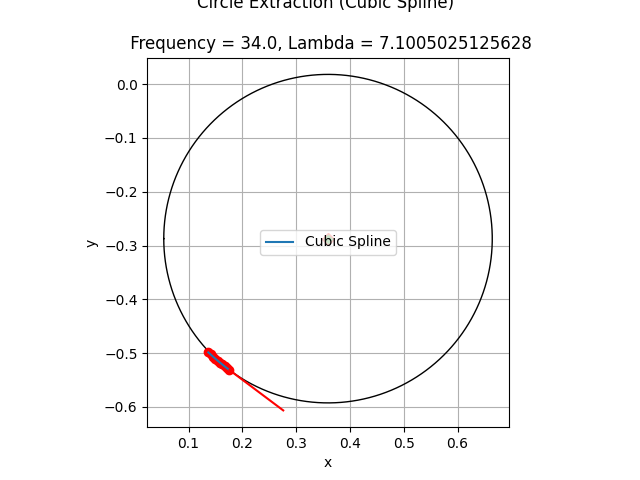 Circle Extraction (Cubic Spline)
Frequency = 34.0, Lambda = 7.1005025125628
0.0
−0.1
−0.2
−0.3
−0.4
−0.5
−0.6
y
Cubic Spline
0.1 0.2 0.3 0.4 0.5 0.6
x